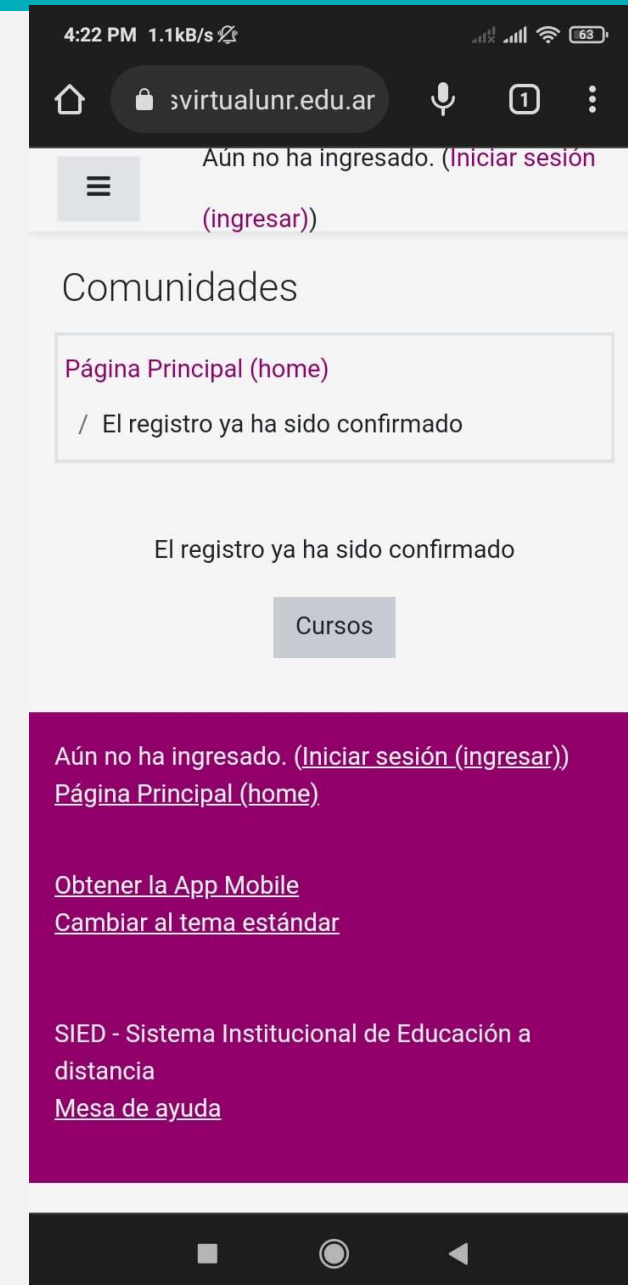 4:22 PM 1.1kB/s
63
svirtualunr.edu.ar
1
Aún no ha ingresado. (Iniciar sesión
(ingresar))
Comunidades
Página Principal (home)
/ El registro ya ha sido confirmado
El registro ya ha sido confirmado
Cursos
Aún no ha ingresado. (Iniciar sesión (ingresar))
Página Principal (home)
Obtener la App Mobile
Cambiar al tema estándar
SIED - Sistema Institucional de Educación a
distancia
Mesa de ayuda